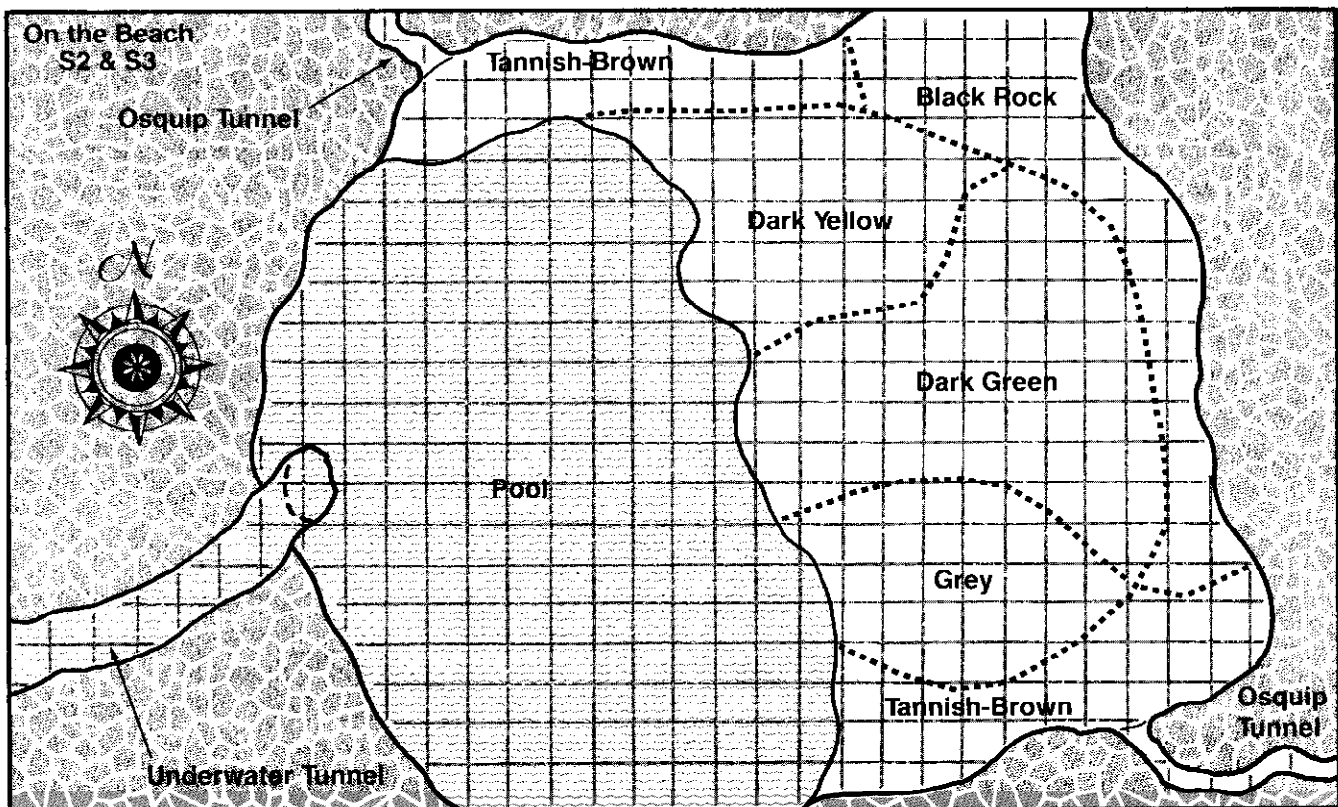 On the Beach
S2 & S3
Tannish-Brown
Black Rock
Osquip Tunnel
Dark Yellow
N
Dark Green
Pool
Grey
Tannish-Brown
Osquip
Tunnel
Underwater Tunnel